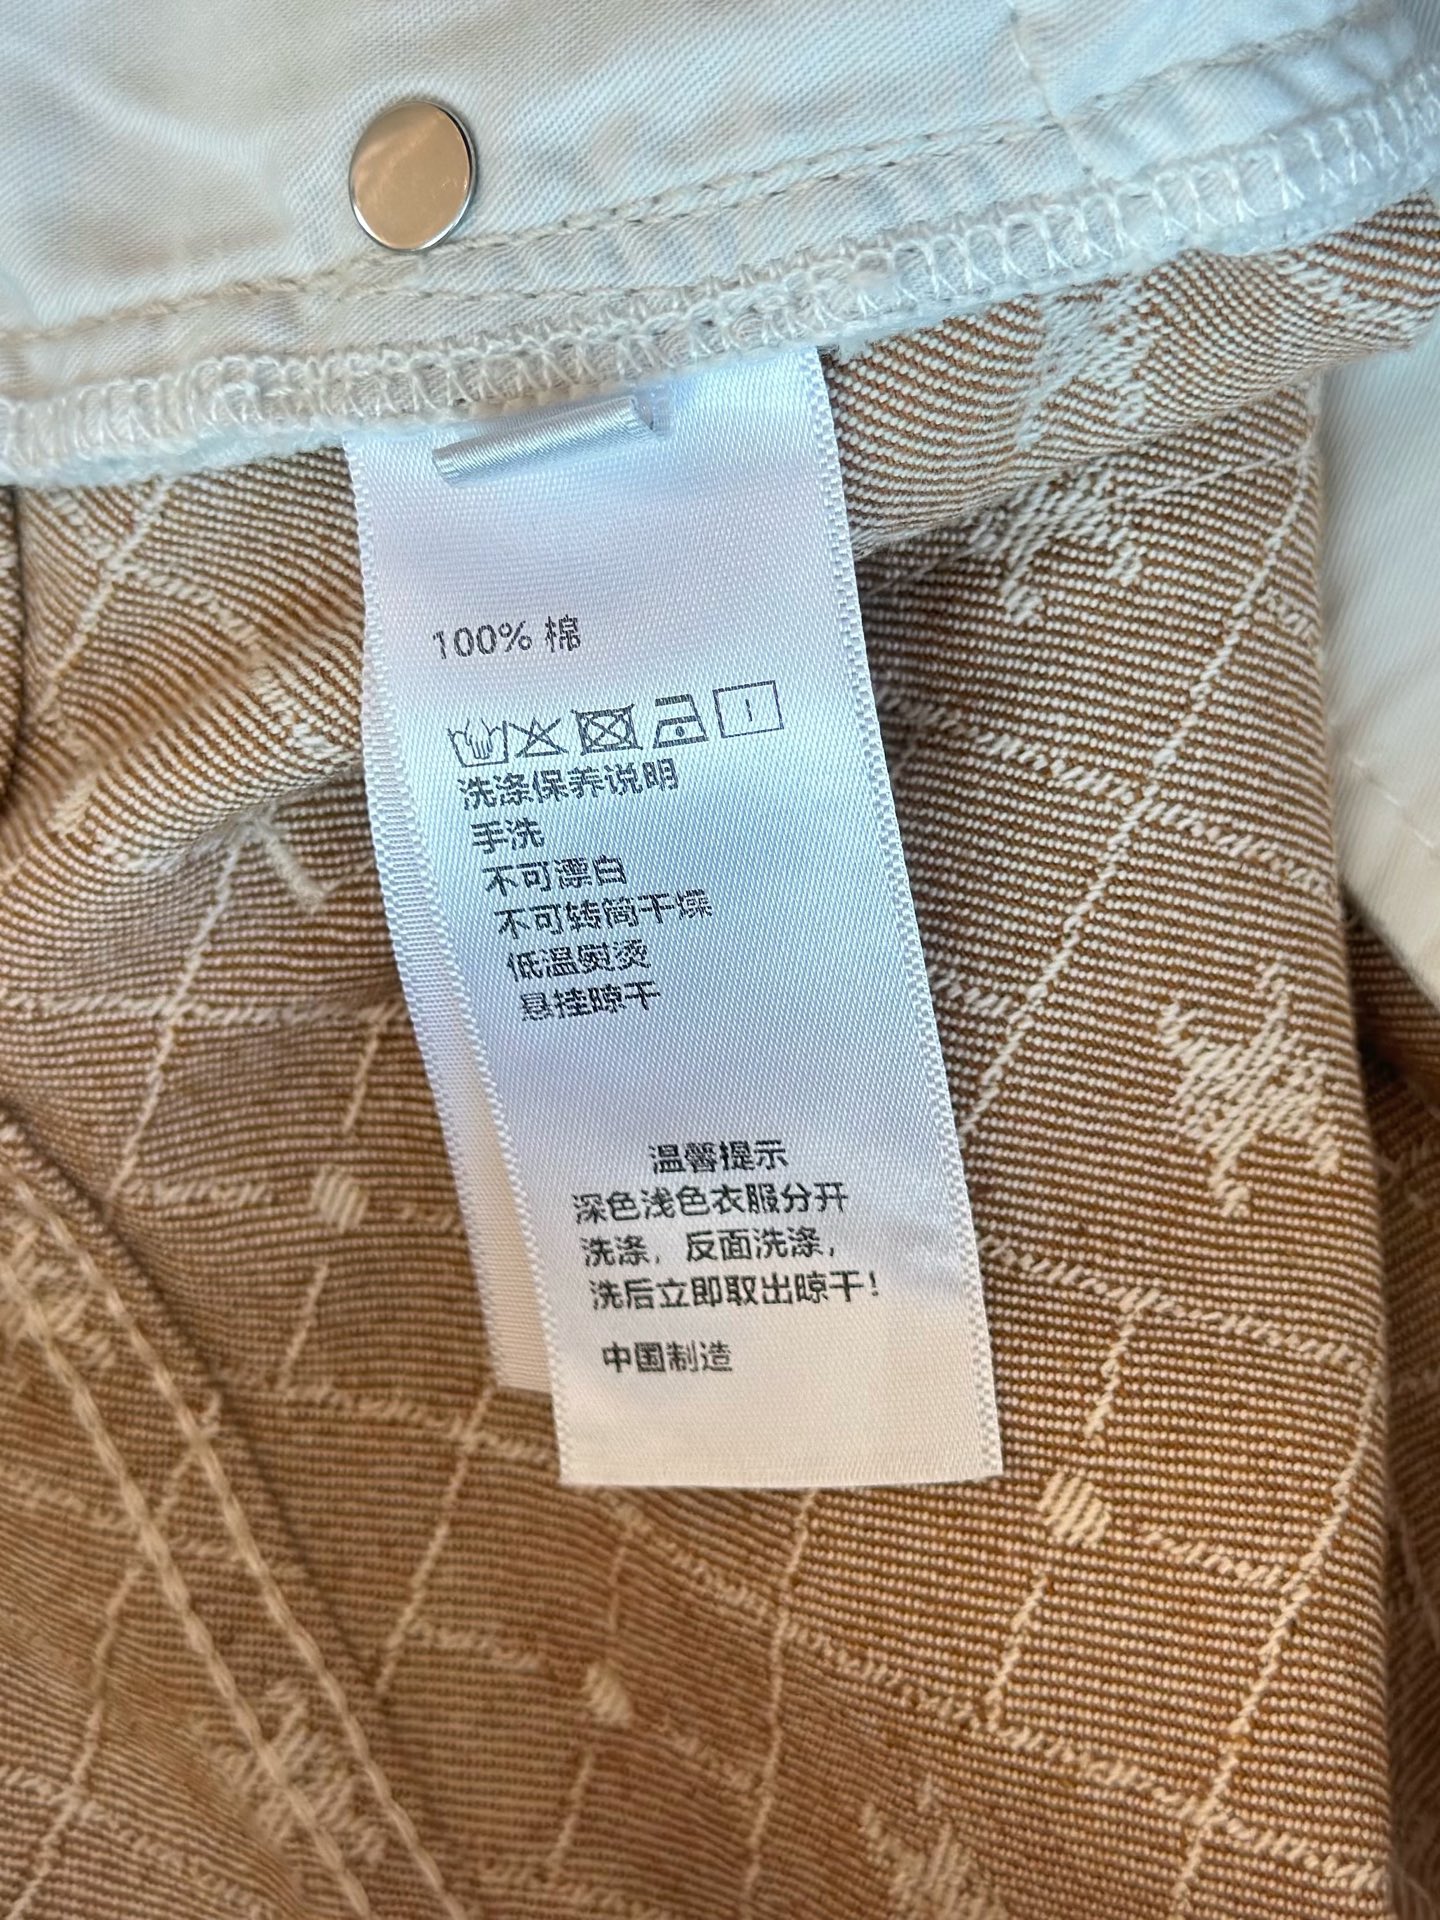 100% 棉
洗涤保养说明
手洗
不可漂白
不可转筒干燥
低温熨烫
悬挂晾干
温馨提示
深色浅色衣服分开
洗涤，反面洗涤，
洗后立即取出晾干！
中国制造